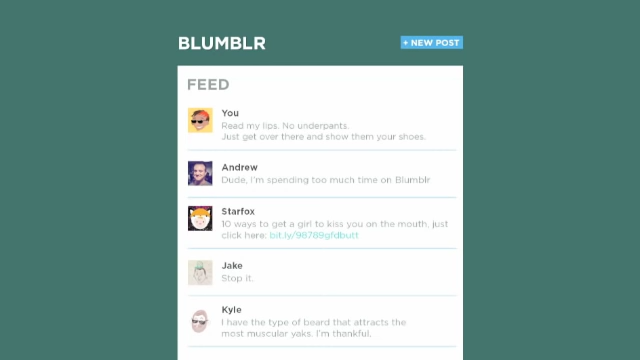 BLUMBLR
+ NEW POST
FEED
You
Read my lips. No underpants.
Just get over there and show them your shoes.
Andrew
Dude, I'm spending too much time on Blumblr
Starfox
10 ways to get a girl to kiss you on the mouth, just
click here: bit.ly/98789gfdbutt
Jake
Stop it.
Kyle
I have the type of beard that attracts the
most muscular yaks. I'm thankful.